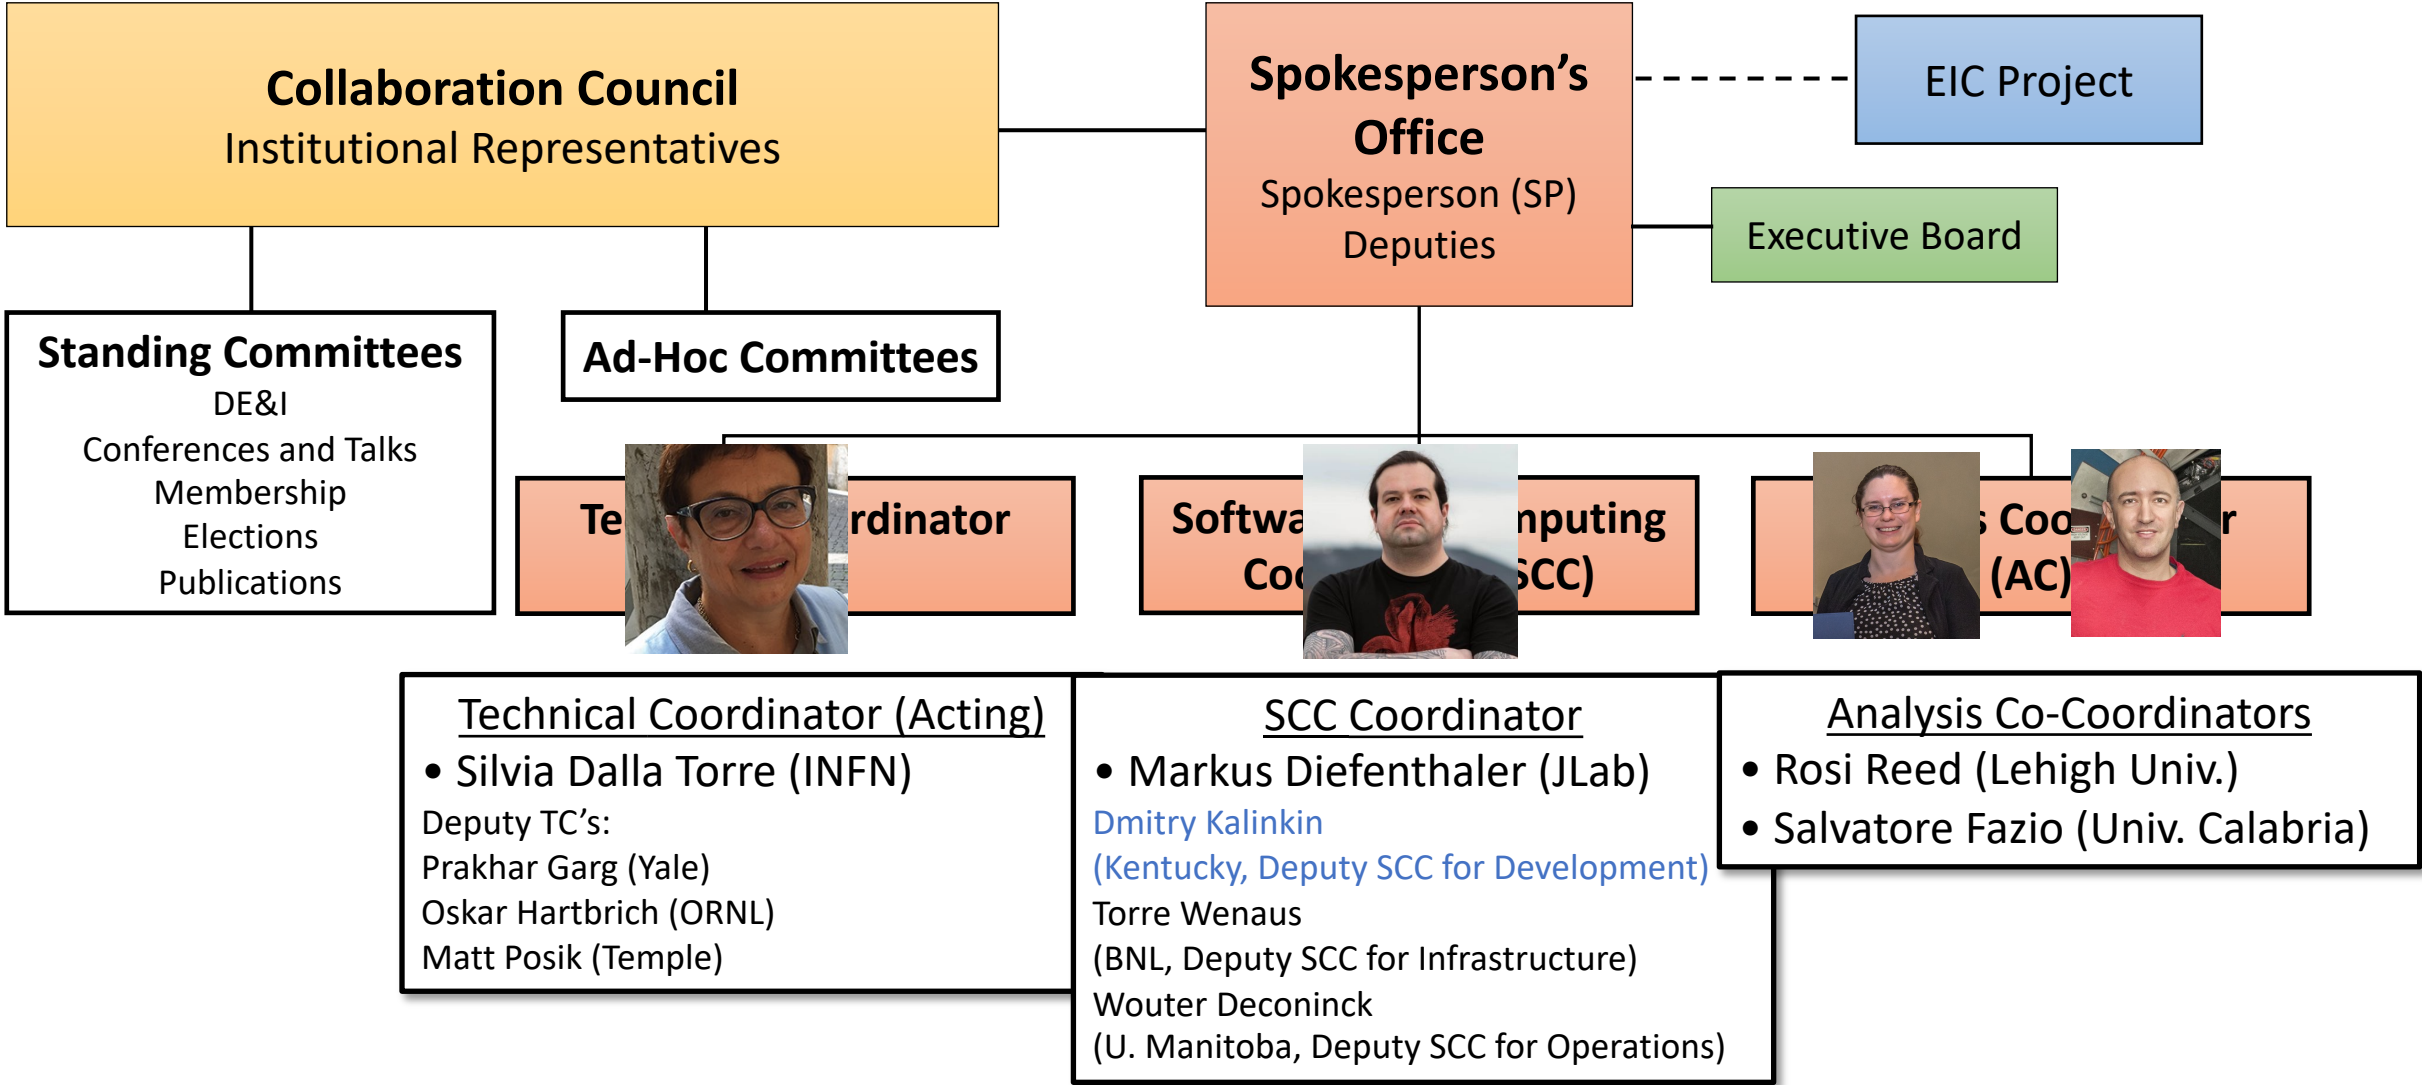 Collaboration Council
Institutional Representatives
Spokesperson's
Office
Spokesperson (SP)
Deputies
EIC Project
Executive Board
Standing Committees
DE&I
Conferences and Talks
Membership
Elections
Publications
Ad-Hoc Committees
Te rdinator
Softwa mputing
Coo SCC)
s Coo r
(AC)
Technical Coordinator (Acting)
• Silvia Dalla Torre (INFN)
Deputy TC's:
Prakhar Garg (Yale)
Oskar Hartbrich (ORNL)
Matt Posik (Temple)
SCC Coordinator
• Markus Diefenthaler (JLab)
Dmitry Kalinkin
(Kentucky, Deputy SCC for Development)
Torre Wenaus
(BNL, Deputy SCC for Infrastructure)
Wouter Deconinck
(U. Manitoba, Deputy SCC for Operations)
Analysis Co-Coordinators
• Rosi Reed (Lehigh Univ.)
• Salvatore Fazio (Univ. Calabria)